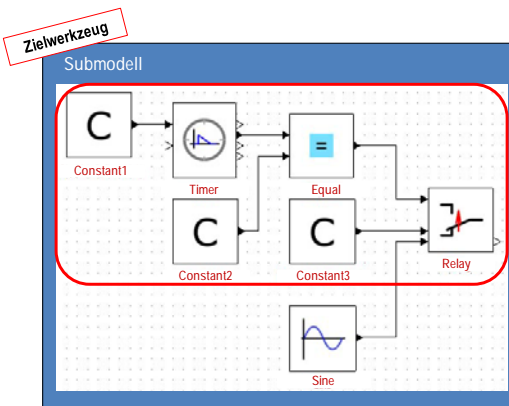 Zielwerkzeug
Submodell
C
Constant1
Timer
=
Equal
C
Constant2
C
Constant3
Relay
Sine